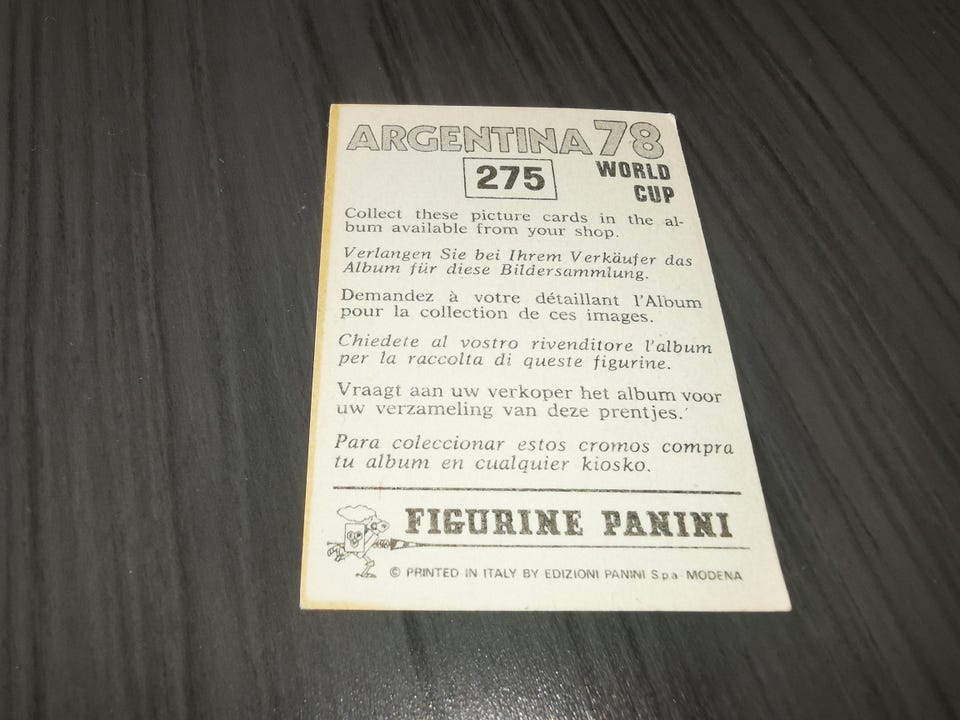 ARGENTINA 78
275
WORLD
CUP
Collect these picture cards in the al-
bum available from your shop.
Verlangen Sie bei Ihrem Verkäufer das
Album für diese Bildersammlung.
Demandez à votre détaillant l'Album
pour la collection de ces images.
Chiedete al vostro rivenditore l'album
per la raccolta di queste figurine.
Vraagt aan uw verkoper het album voor
uw verzameling van deze prentjes.
Para coleccionar estos cromos compra
tu album en cualquier kiosko.
FIGURINE PANINI
© PRINTED IN ITALY BY EDIZIONI PANINI S.p.a - MODENA